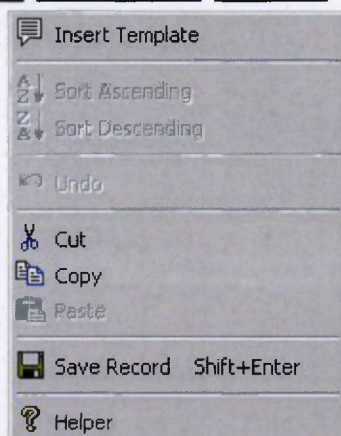 Insert Template
Sort Ascending
Sort Descending
Undo
Cut
Copy
Paste
Save Record Shift+Enter
Helper